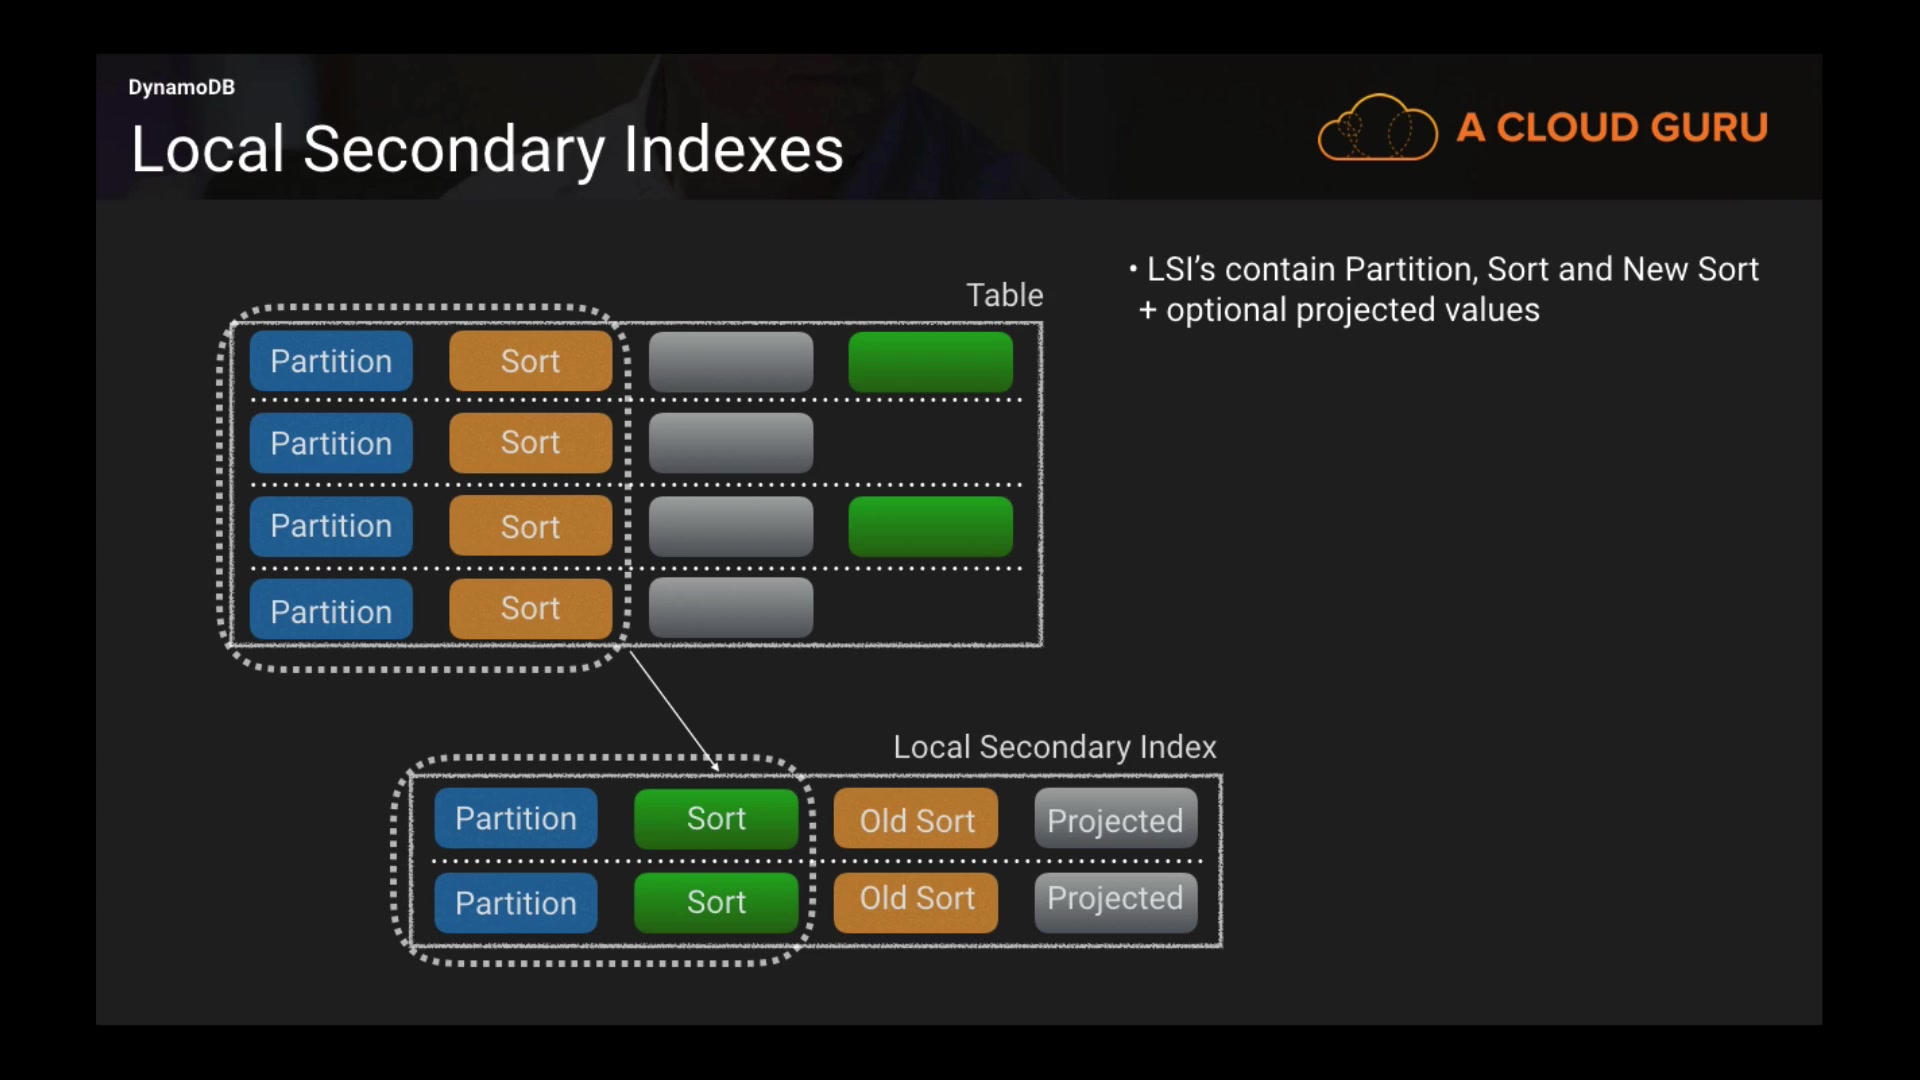 DynamoDB
Local Secondary Indexes
A CLOUD GURU
• LSI's contain Partition, Sort and New Sort
+ optional projected values
Table
Partition Sort
Partition Sort
Partition Sort
Partition Sort
Local Secondary Index
Partition Sort Old Sort Projected
Partition Sort Old Sort Projected